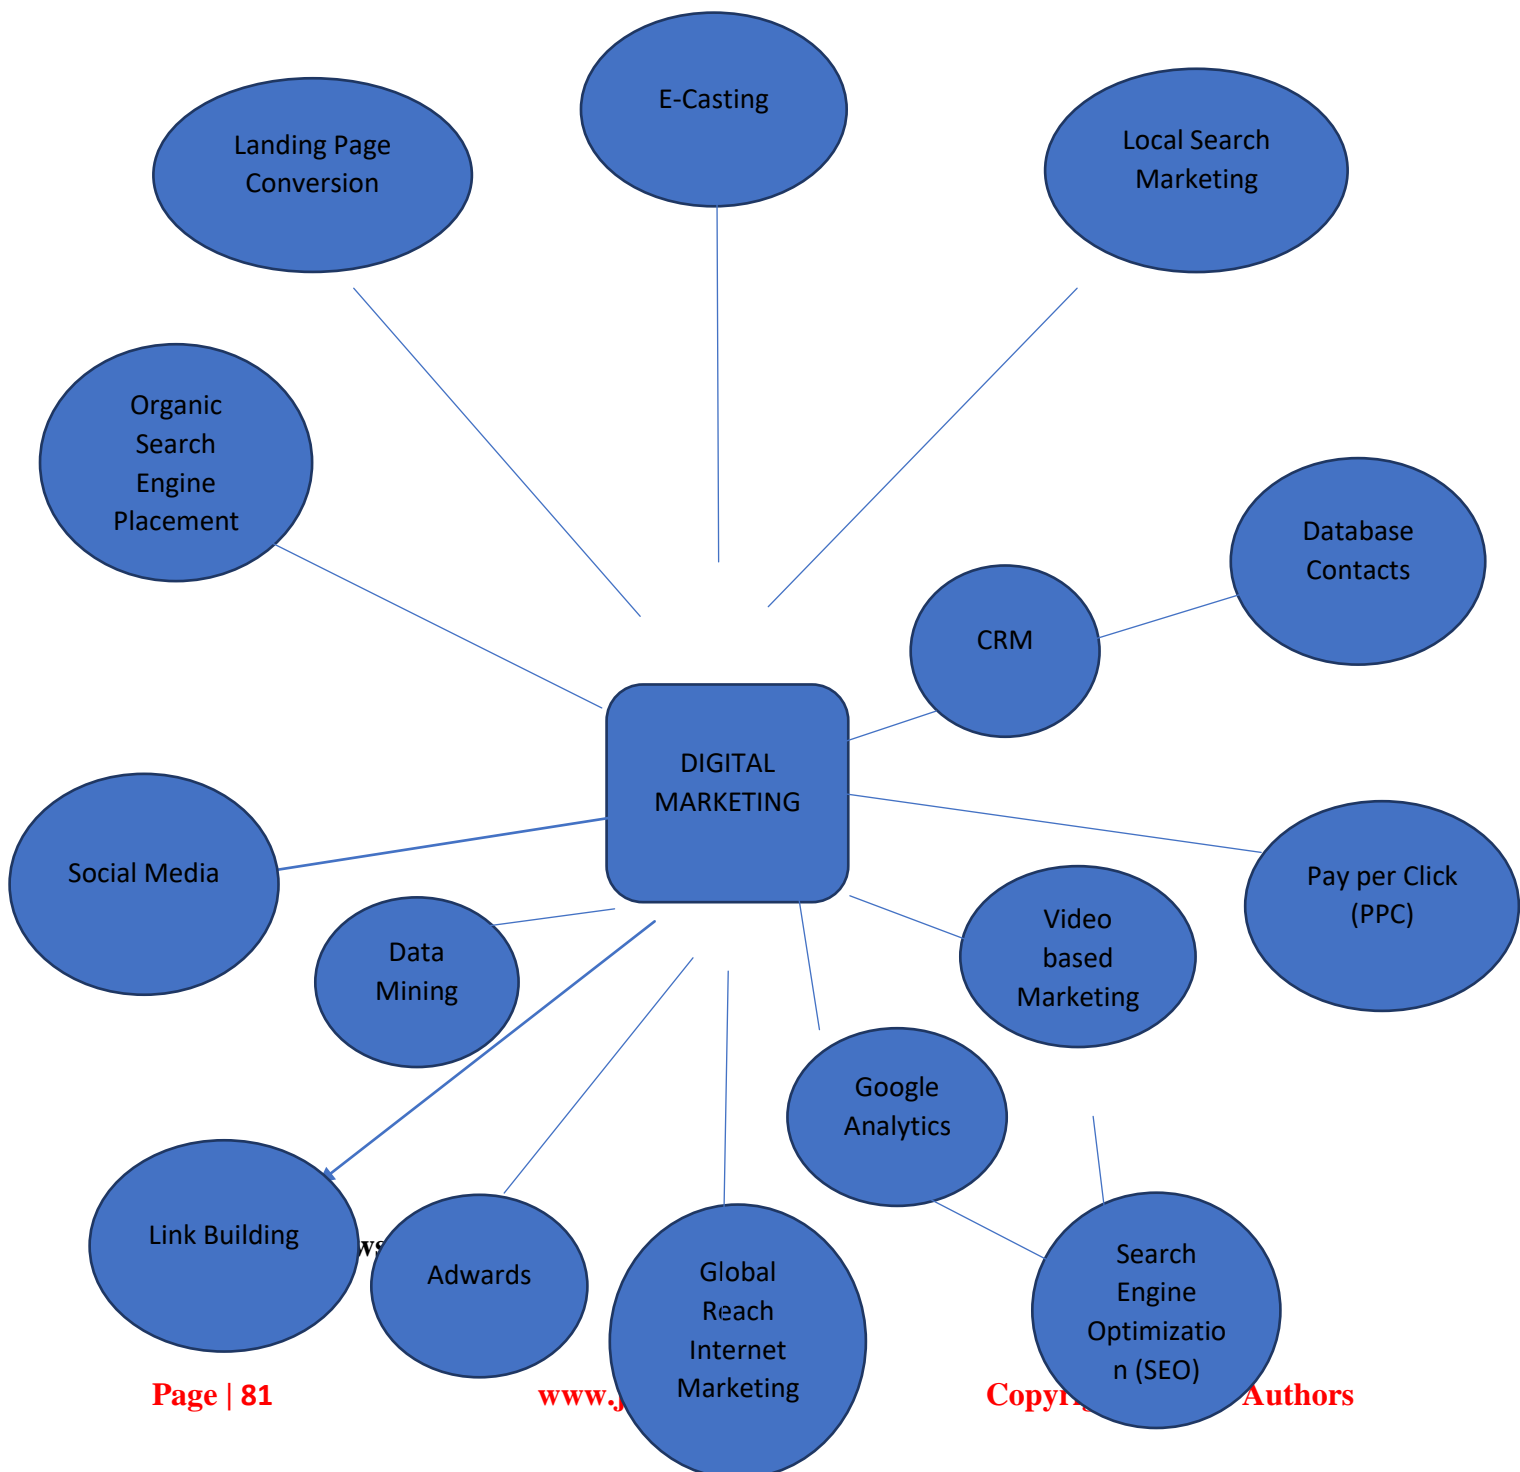 E-Casting
Landing Page
Conversion
Local Search
Marketing
Organic
Search
Engine
Placement
Database
Contacts
CRM
DIGITAL
MARKETING
Social Media
Pay per Click
(PPC)
Video
based
Marketing
Data
Mining
Google
Analytics
Link Building
Adwards
Global
Reach
Internet
Marketing
Search
Engine
Optimizatio
n (SEO)
Page | 81
Authors